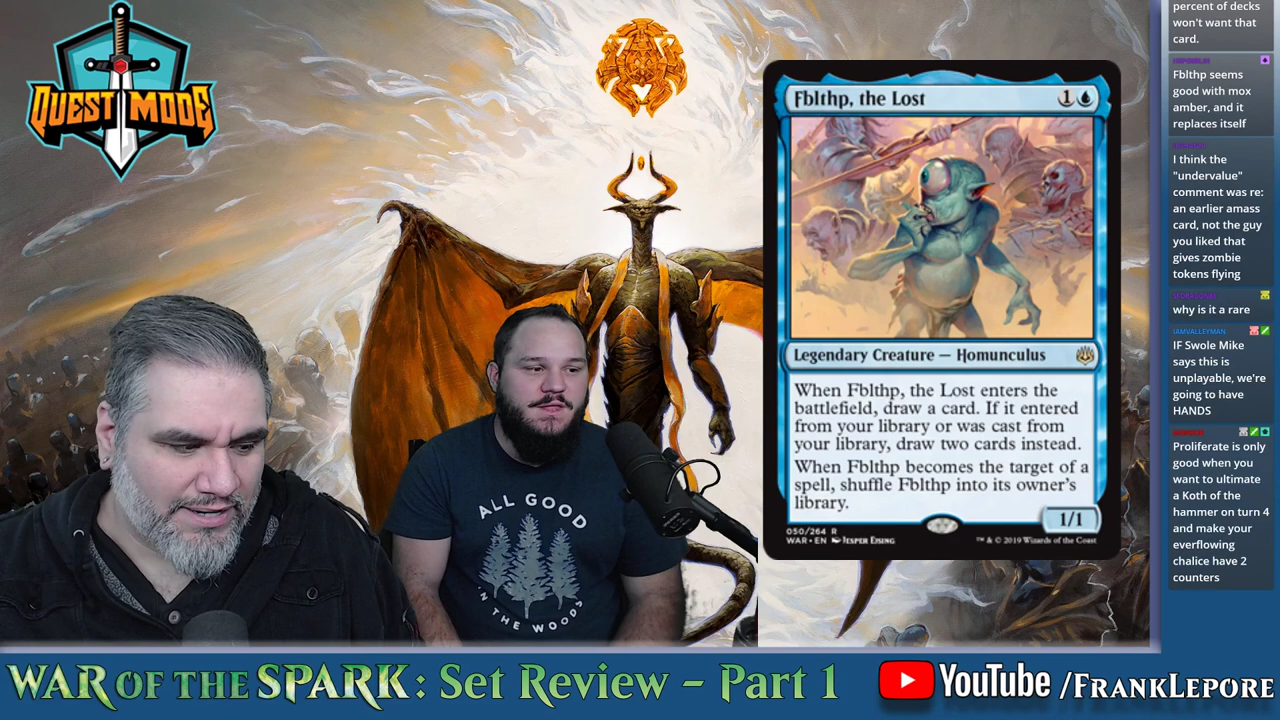 QUEST MODE
Fblthp, the Lost
1
Legendary Creature — Homunculus
When Fblthp, the Lost enters the
battlefield, draw a card. If it entered
from your library or was cast from
your library, draw two cards instead.
When Fblthp becomes the target of a
spell, shuffle Fblthp into its owner's
library.
1/1
050/264 R
WAR • EN Jesper Ejsing
™ & © 2019 Wizards of the Coast
ALL GOOD
IN THE WOODS
percent of decks
won't want that
card.
Fblthp seems
good with mox
amber, and it
replaces itself
I think the
"undervalue"
comment was re:
an earlier amass
card, not the guy
you liked that
gives zombie
tokens flying
why is it a rare
IAMVALLEYMAN
IF Swole Mike
says this is
unplayable, we're
going to have
HANDS
Proliferate is only
good when you
want to ultimate
a Koth of the
hammer on turn 4
and make your
everflowing
chalice have 2
counters
WAR OF THE SPARK: Set Review - Part 1
YouTube /FrankLepore